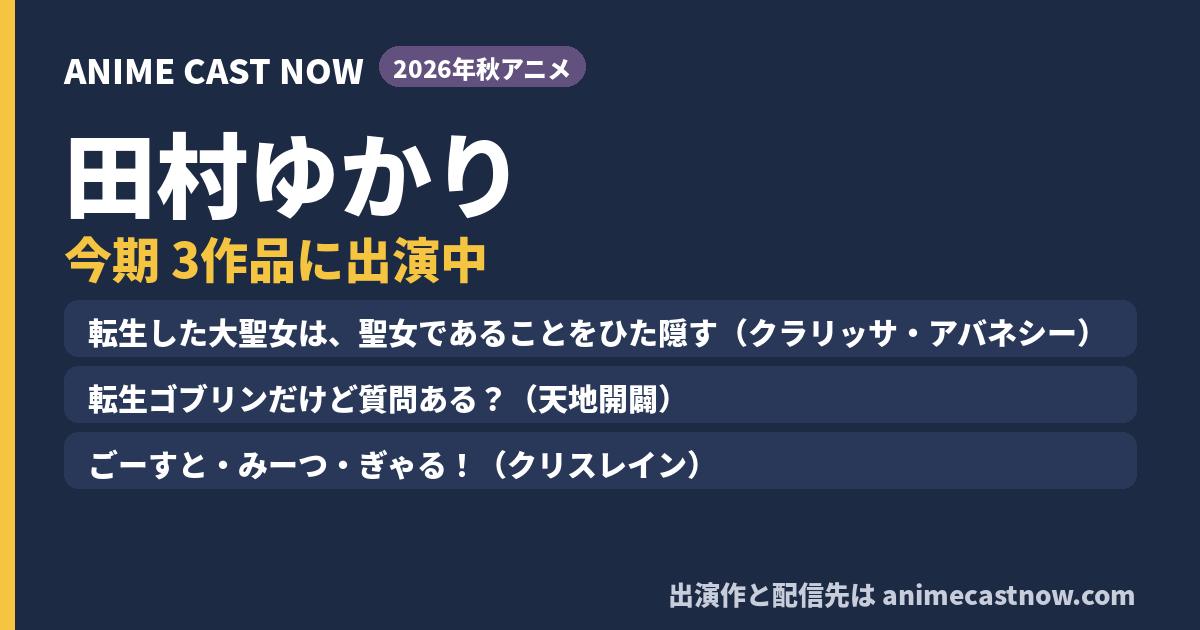 ANIME CAST NOW 2026年秋アニメ
田村ゆかり
今期 3作品に出演中
転生した大聖女は、聖女であることをひた隠す（クラリッサ・アバネシー）
転生ゴブリンだけど質問ある？（天地開闢）
ごーすと・みーつ・ぎゃる！（クリスレイン）
出演作と配信先は animecastnow.com